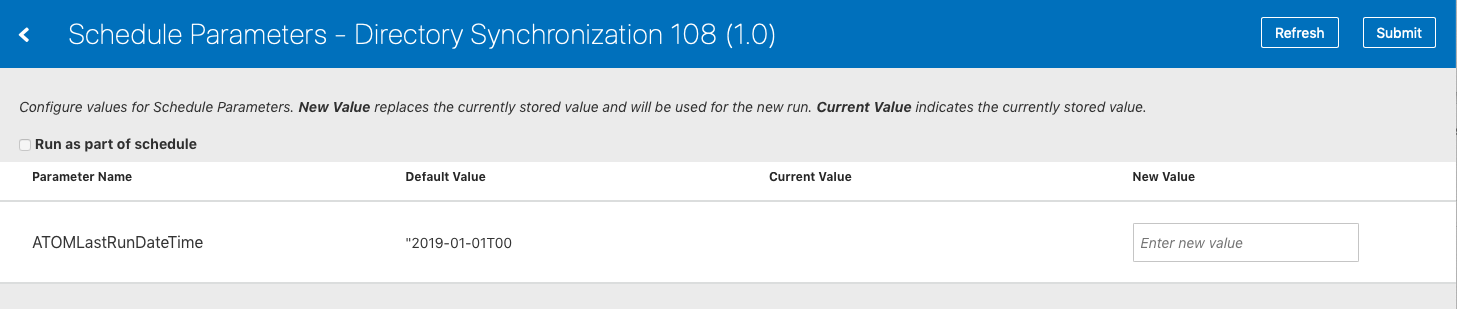 Schedule Parameters - Directory Synchronization 108 (1.0)
Refresh
Submit
Configure values for Schedule Parameters. New Value replaces the currently stored value and will be used for the new run. Current Value indicates the currently stored value.
Run as part of schedule
Parameter Name Default Value Current Value New Value
ATOMLastRunDateTime "2019-01-01T00 Enter new value